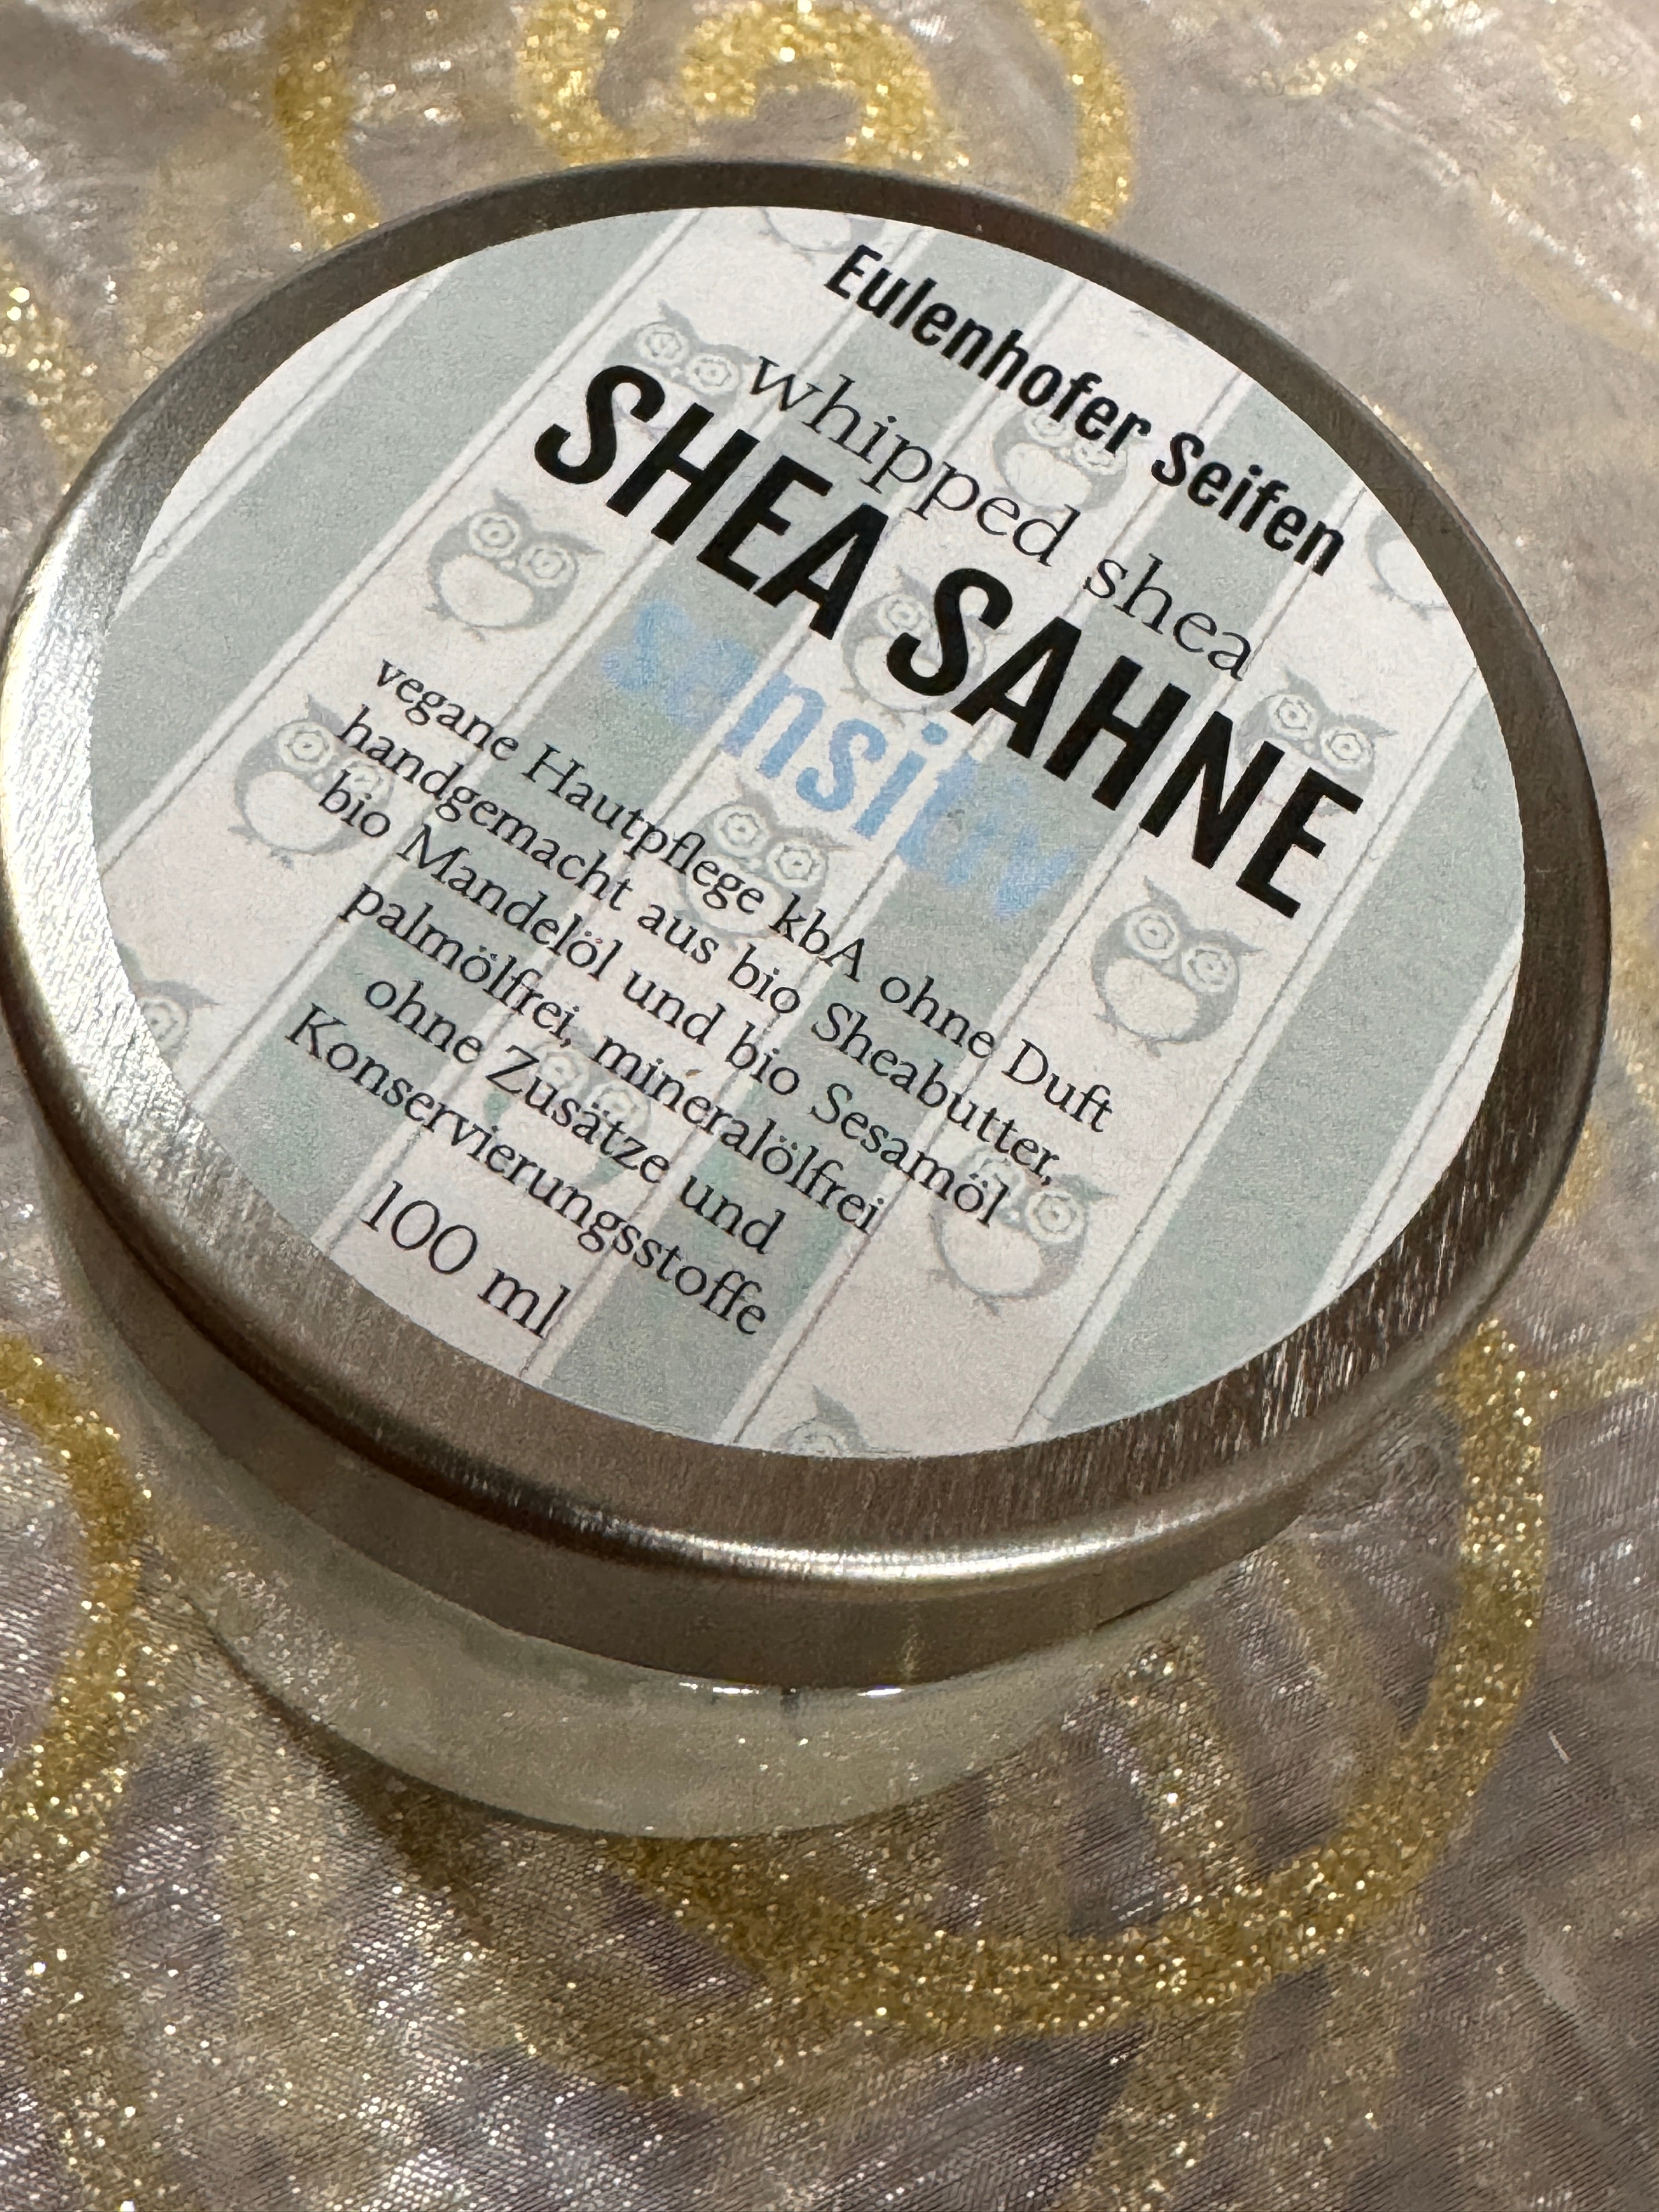 Eulenhofer Seifen
whipped shea
SHEA SAHNE
sensitiv
vegane Hautpflege kbA ohne Duft
handgemacht aus bio Sheabutter,
bio Mandelöl und bio Sesamöl
palmölfrei, mineralölfrei
ohne Zusätze und
Konservierungsstoffe
100 ml